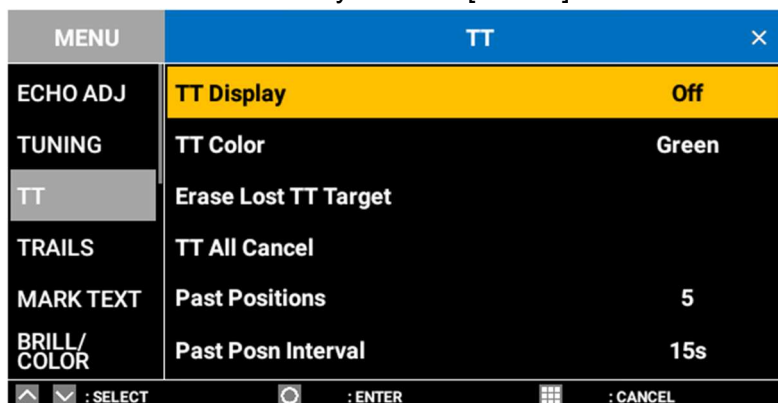 MENU TT ×
ECHO ADJ TT Display Off
TUNING TT Color Green
TT Erase Lost TT Target
TRAILS TT All Cancel
MARK TEXT Past Positions 5
BRILL/
COLOR Past Posn Interval 15s
: SELECT : ENTER : CANCEL